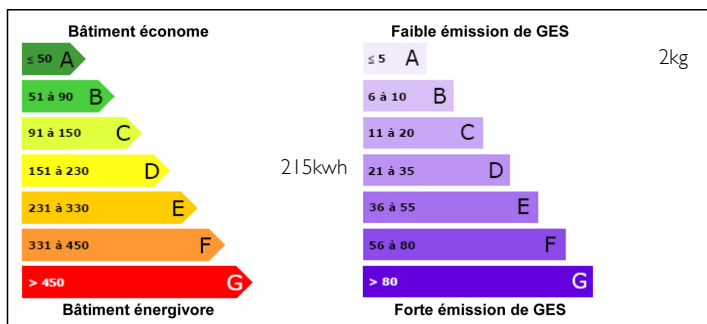 Bâtiment économe
≤ 50 A
51 à 90 B
91 à 150 C
151 à 230 D
215kwh
231 à 330 E
331 à 450 F
> 450 G
Bâtiment énergivore
Faible émission de GES
≤ 5 A
2kg
6 à 10 B
11 à 20 C
21 à 35 D
36 à 55 E
56 à 80 F
> 80 G
Forte émission de GES